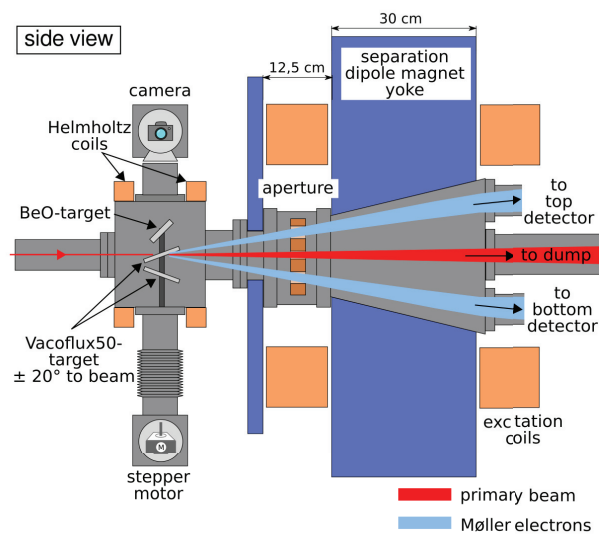 side view
30 cm
12,5 cm
separation
dipole magnet
yoke
camera
Helmholtz
coils
aperture
BeO-target
to
top
detector
to dump
to
bottom
detector
Vacoflux50-
target
± 20° to beam
M
exc tation
coils
stepper
motor
primary beam
Møller electrons